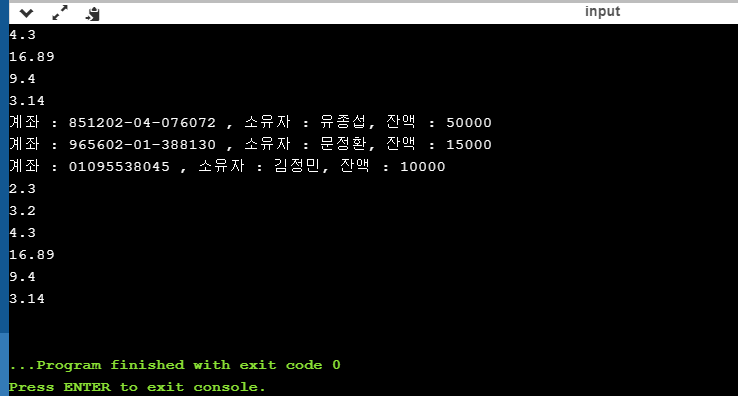 input
4.3
16.89
9.4
3.14
계좌 : 851202-04-076072 , 소유자 : 유종섭, 잔액 : 50000
계좌 : 965602-01-388130 , 소유자 : 문정환, 잔액 : 15000
계좌 : 01095538045 , 소유자 : 김정민, 잔액 : 10000
2.3
3.2
4.3
16.89
9.4
3.14
...Program finished with exit code 0
Press ENTER to exit console.